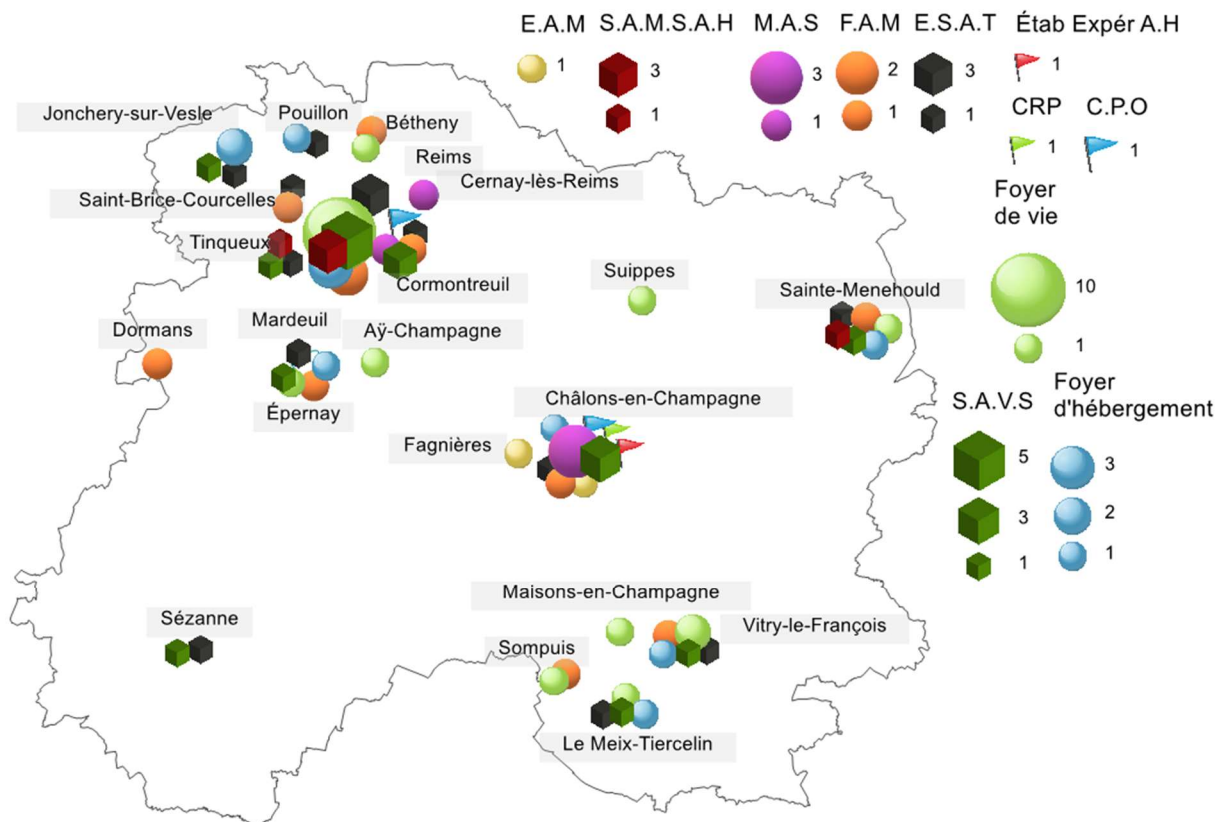 E.A.M S.A.M.S.A.H M.A.S F.A.M E.S.A.T Étab Expér A.H
1 3 3 2 3 1
1 1 1 1
CRP C.P.O
1 1
Foyer
de vie
10
1
S.A.V.S Foyer
d'hébergement
5 3
3 2
1 1
Jonchery-sur-Vesle
Pouillon
Bétheny
Reims
Cernay-lès-Reims
Saint-Brice-Courcelles
Tinqueux
Cormontreuil
Suippes
Sainte-Menehould
Dormans
Mardeuil
Aÿ-Champagne
Épernay
Châlons-en-Champagne
Fagnières
Maisons-en-Champagne
Sézanne
Vitry-le-François
Sompuis
Le Meix-Tiercelin